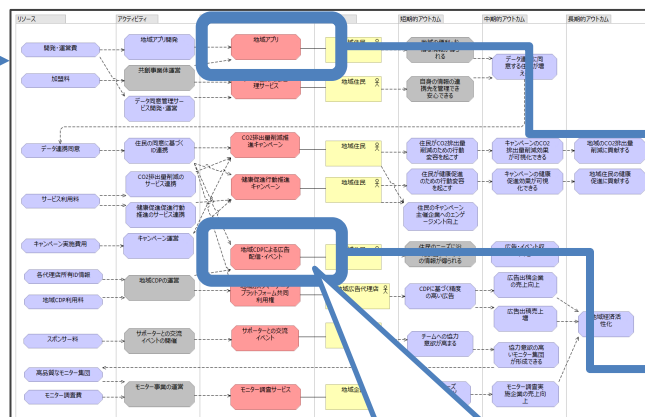 リソース
アクティビティ
短期的アウトカム
中期的アウトカム
長期的アウトカム
開発・運営費
加盟料
データ連携同意
サービス利用料
キャンペーン実施費用
各代理店所有ID情報
地域CDP利用料
スポンサー料
高品質なモニター集団
モニター調査費
地域アプリ開発
共創事業体運営
データ同意管理サー
ビス開発・運営
住民の同意に基づく
ID連携
CO2排出量削減の
サービス連携
健康促進促進行動
推進のサービス連携
キャンペーン運営
地域CDPの運営
サポーターとの交流
イベントの開催
モニター事業の運営
地域アプリ
理サービス
CO2排出量削減推
進キャンペーン
健康促進行動推進
キャンペーン
地域CDPによる広告
配信・イベント
プラットフォーム共同
利用権
サポーターとの交流
イベント
モニター調査サービス
地域住民
地域住民
地域住民
地域広告代理店
地域住民
自身の情報の連
携先を管理でき
安心できる
住民がCO2排出量
削減のための行動
変容を起こす
住民が健康促進
のための行動変容
を起こす
住民のキャンペーン
主催企業へのエンゲ
ージメント向上
の情報が得られる
CDPに基づく精度
の高い広告
チームへの協力
意欲が高まる
キャンペーンのCO2
排出量削減効果
が可視化できる
キャンペーンの健康
促進効果が可視
化できる
広告出稿企業
の売上向上
広告出稿売上
増
協力意欲の高
いモニター集団
が形成できる
モニター調査実
施企業の売上向
上
地域のCO2排出量
削減に貢献する
地域住民の健康
促進に貢献する
地域経済活
性化